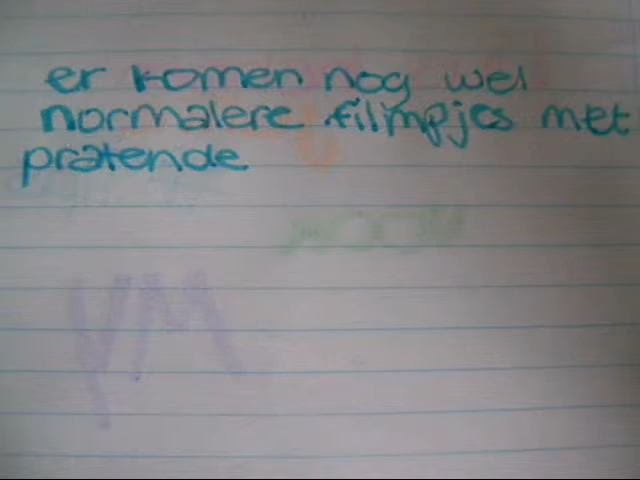 er komen nog wel
normalere filmpjes met
pratende